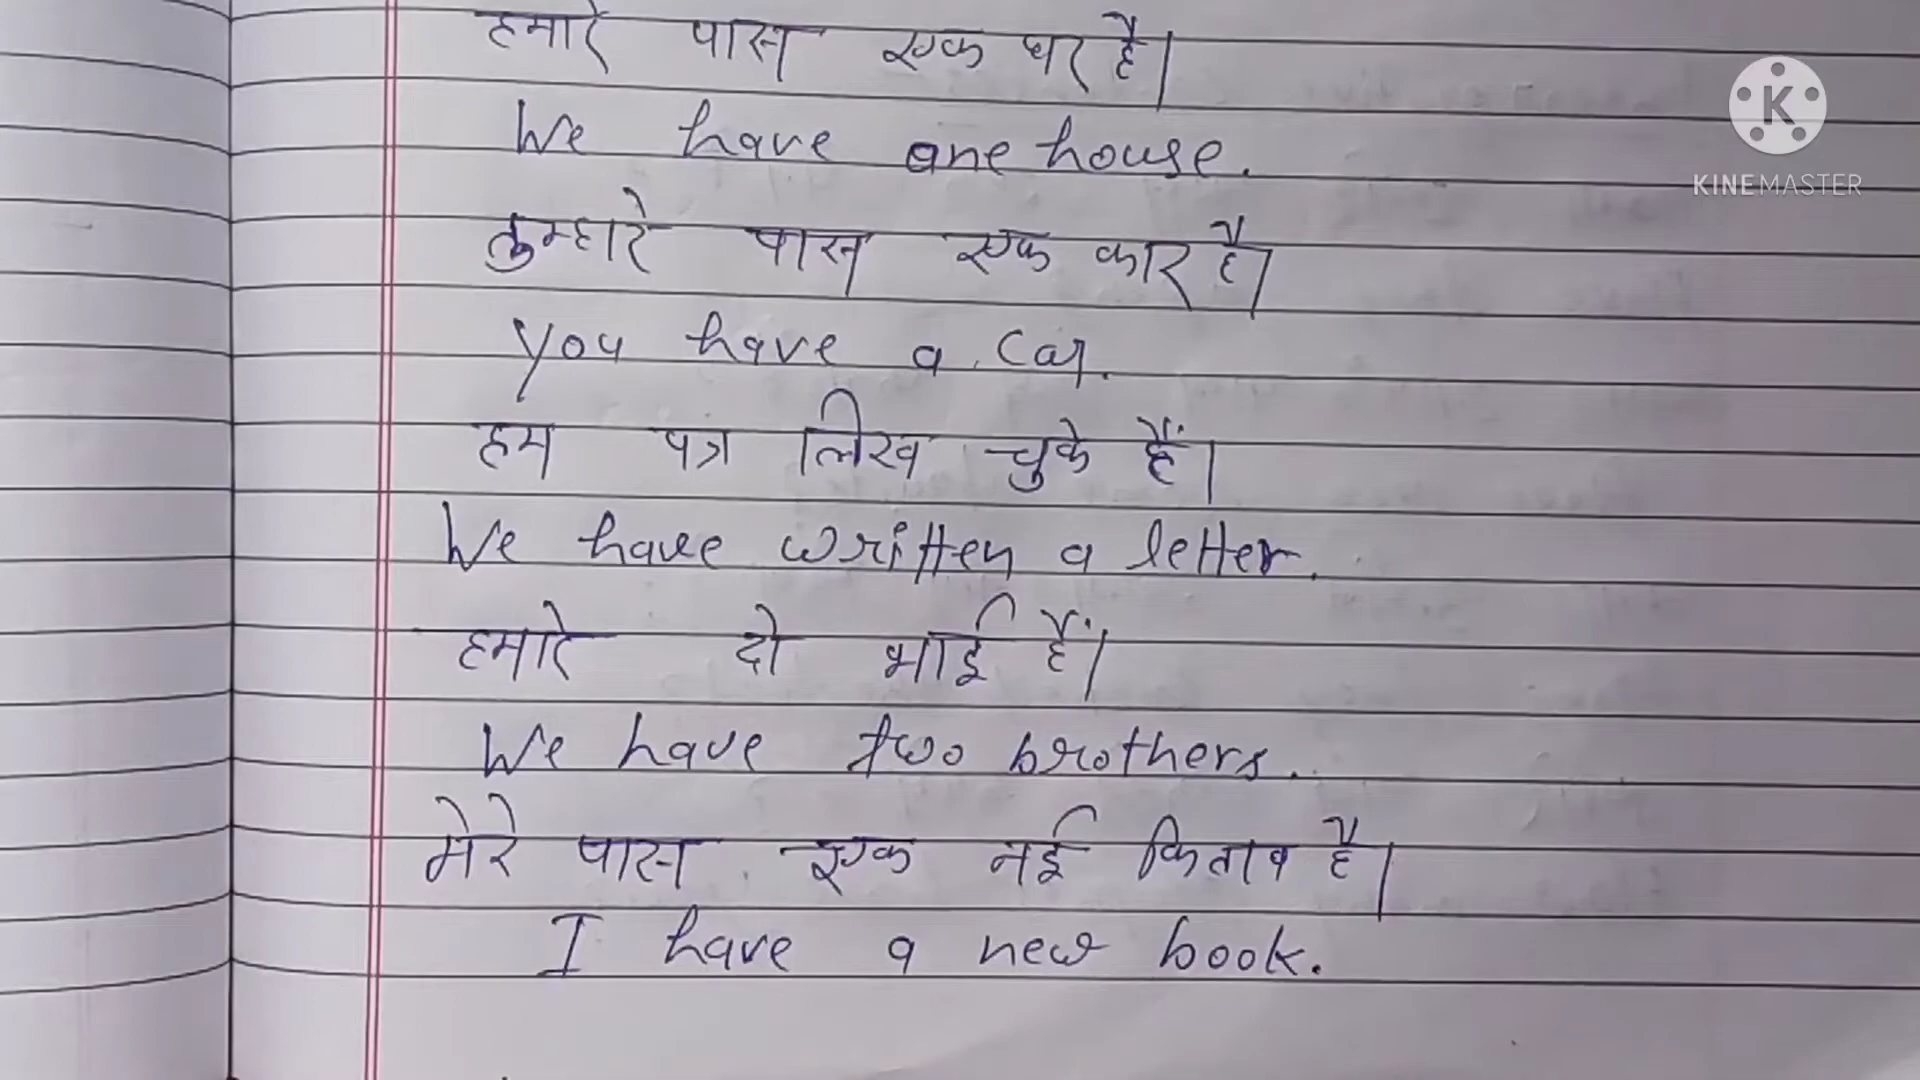 हमारे पास एक घर है।
We have one house.
तुम्हारे पास एक कार है।
You have a car.
हम पत्र लिख चुके हैं।
We have written a letter.
हमारे दो भाई हैं।
We have two brothers.
मेरे पास एक नई किताब है।
I have a new book.
K
KINEMASTER